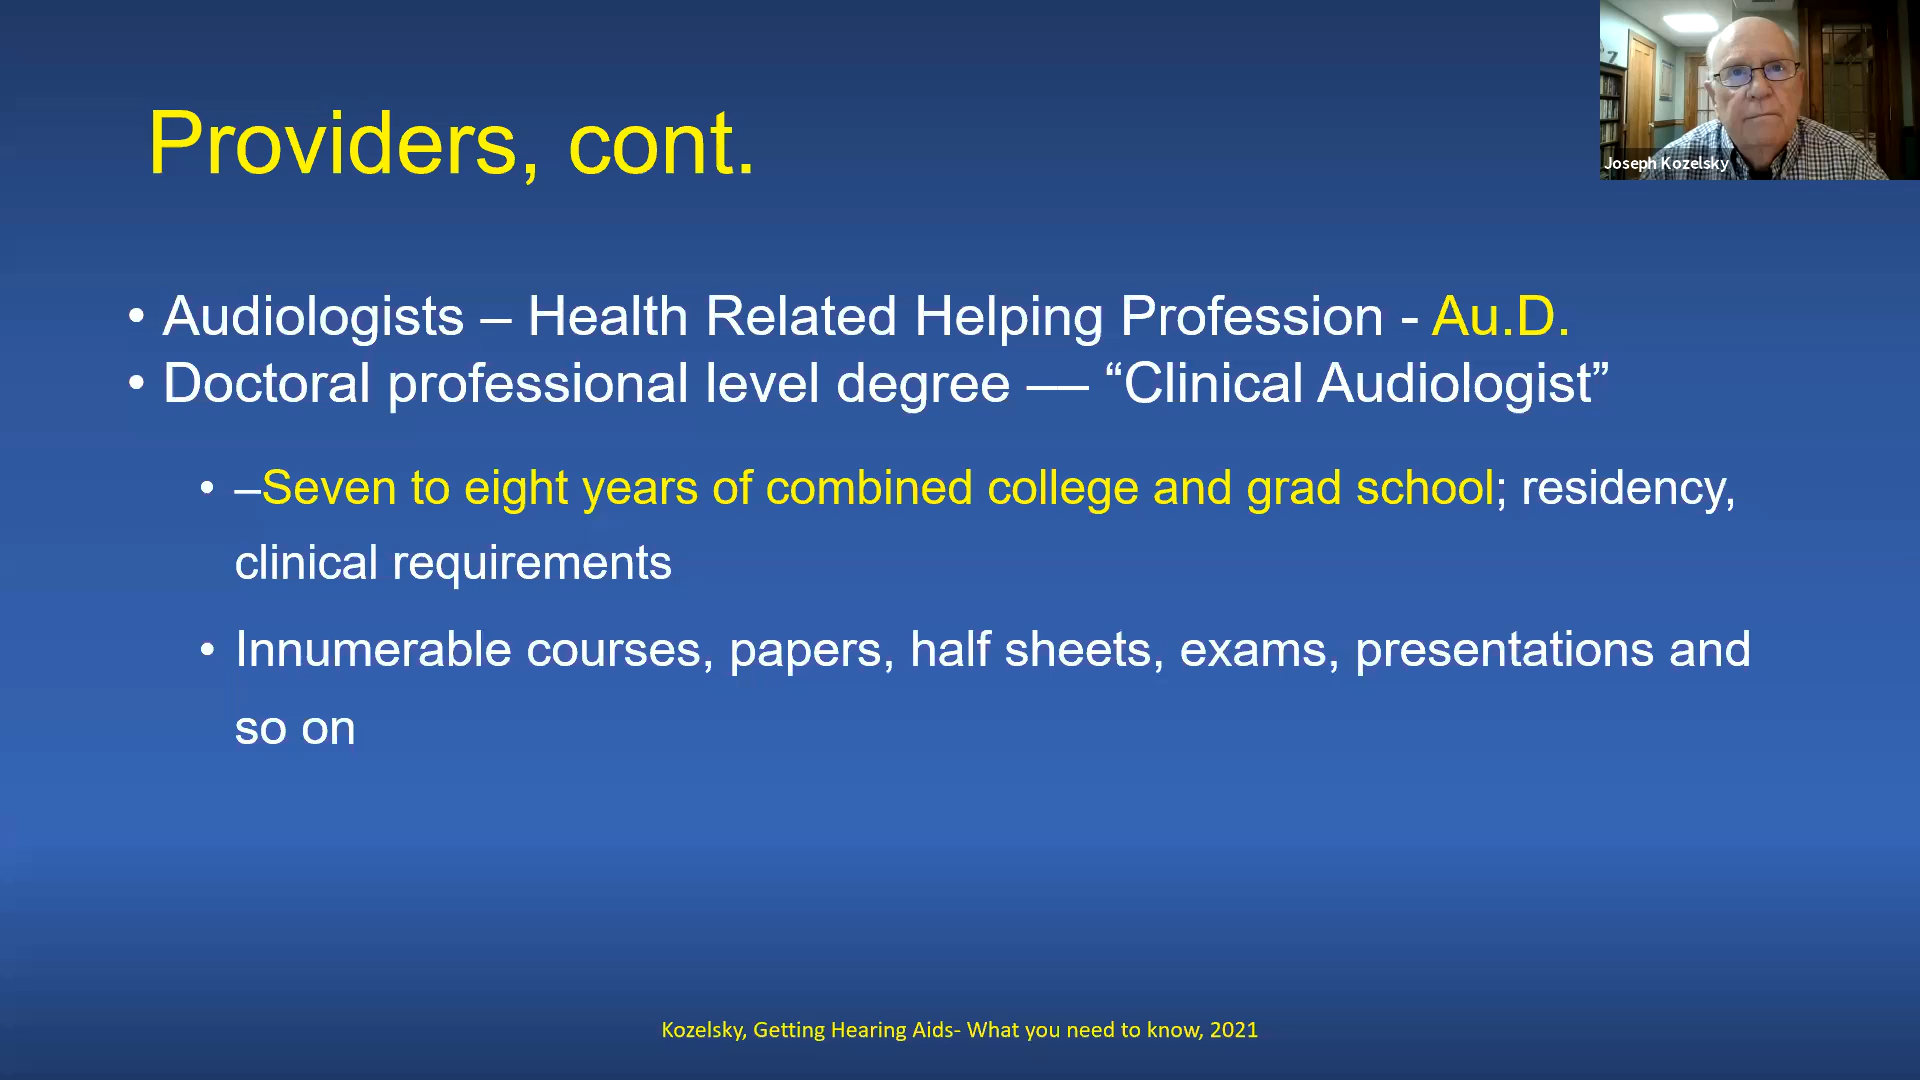 Providers, cont.
Joseph Kozelsky
• Audiologists – Health Related Helping Profession - Au.D.
• Doctoral professional level degree –– “Clinical Audiologist”
• –Seven to eight years of combined college and grad school; residency,
clinical requirements
• Innumerable courses, papers, half sheets, exams, presentations and
so on
Kozelsky, Getting Hearing Aids- What you need to know, 2021